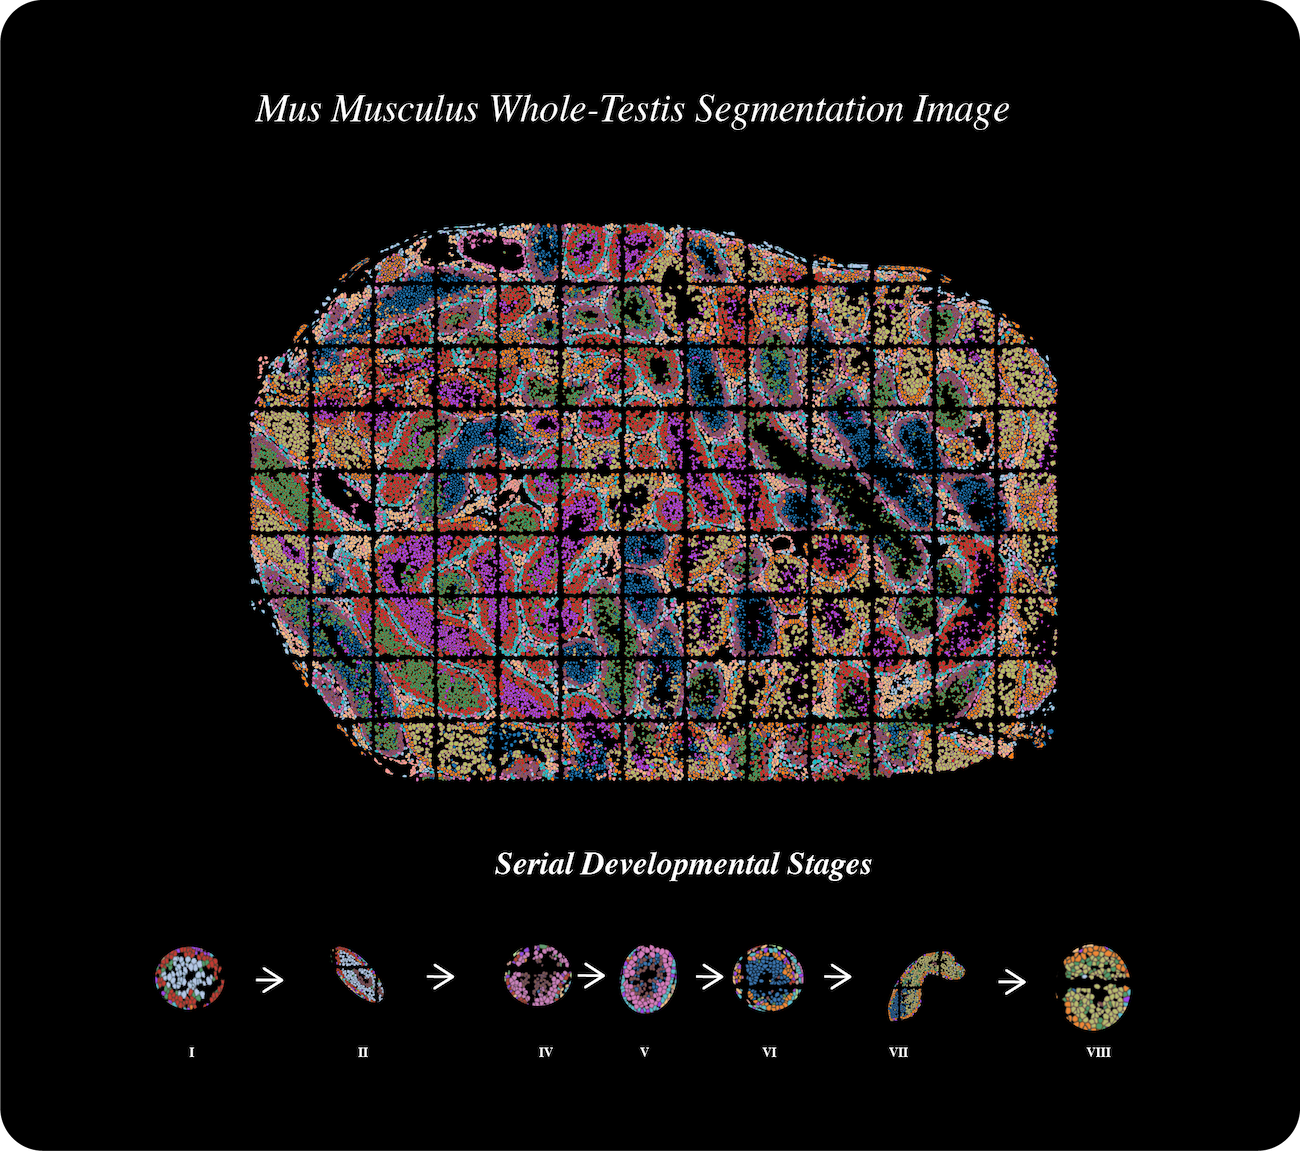 Mus Musculus Whole-Testis Segmentation Image
Serial Developmental Stages
I II IV V VI VII VIII